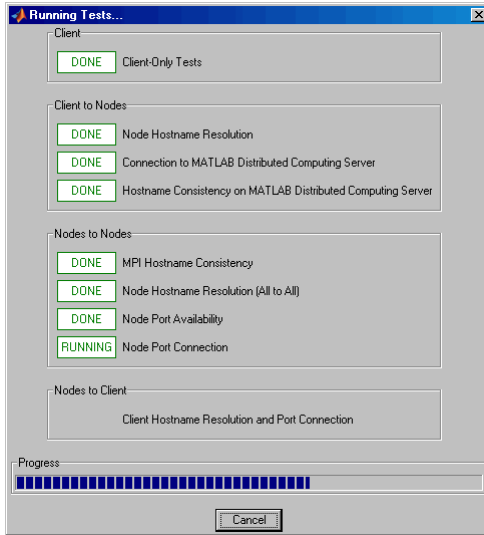 Running Tests...
Client
DONE Client-Only Tests
Client to Nodes
DONE Node Hostname Resolution
DONE Connection to MATLAB Distributed Computing Server
DONE Hostname Consistency on MATLAB Distributed Computing Server
Nodes to Nodes
DONE MPI Hostname Consistency
DONE Node Hostname Resolution (All to All)
DONE Node Port Availability
RUNNING Node Port Connection
Nodes to Client
Client Hostname Resolution and Port Connection
Progress
Cancel